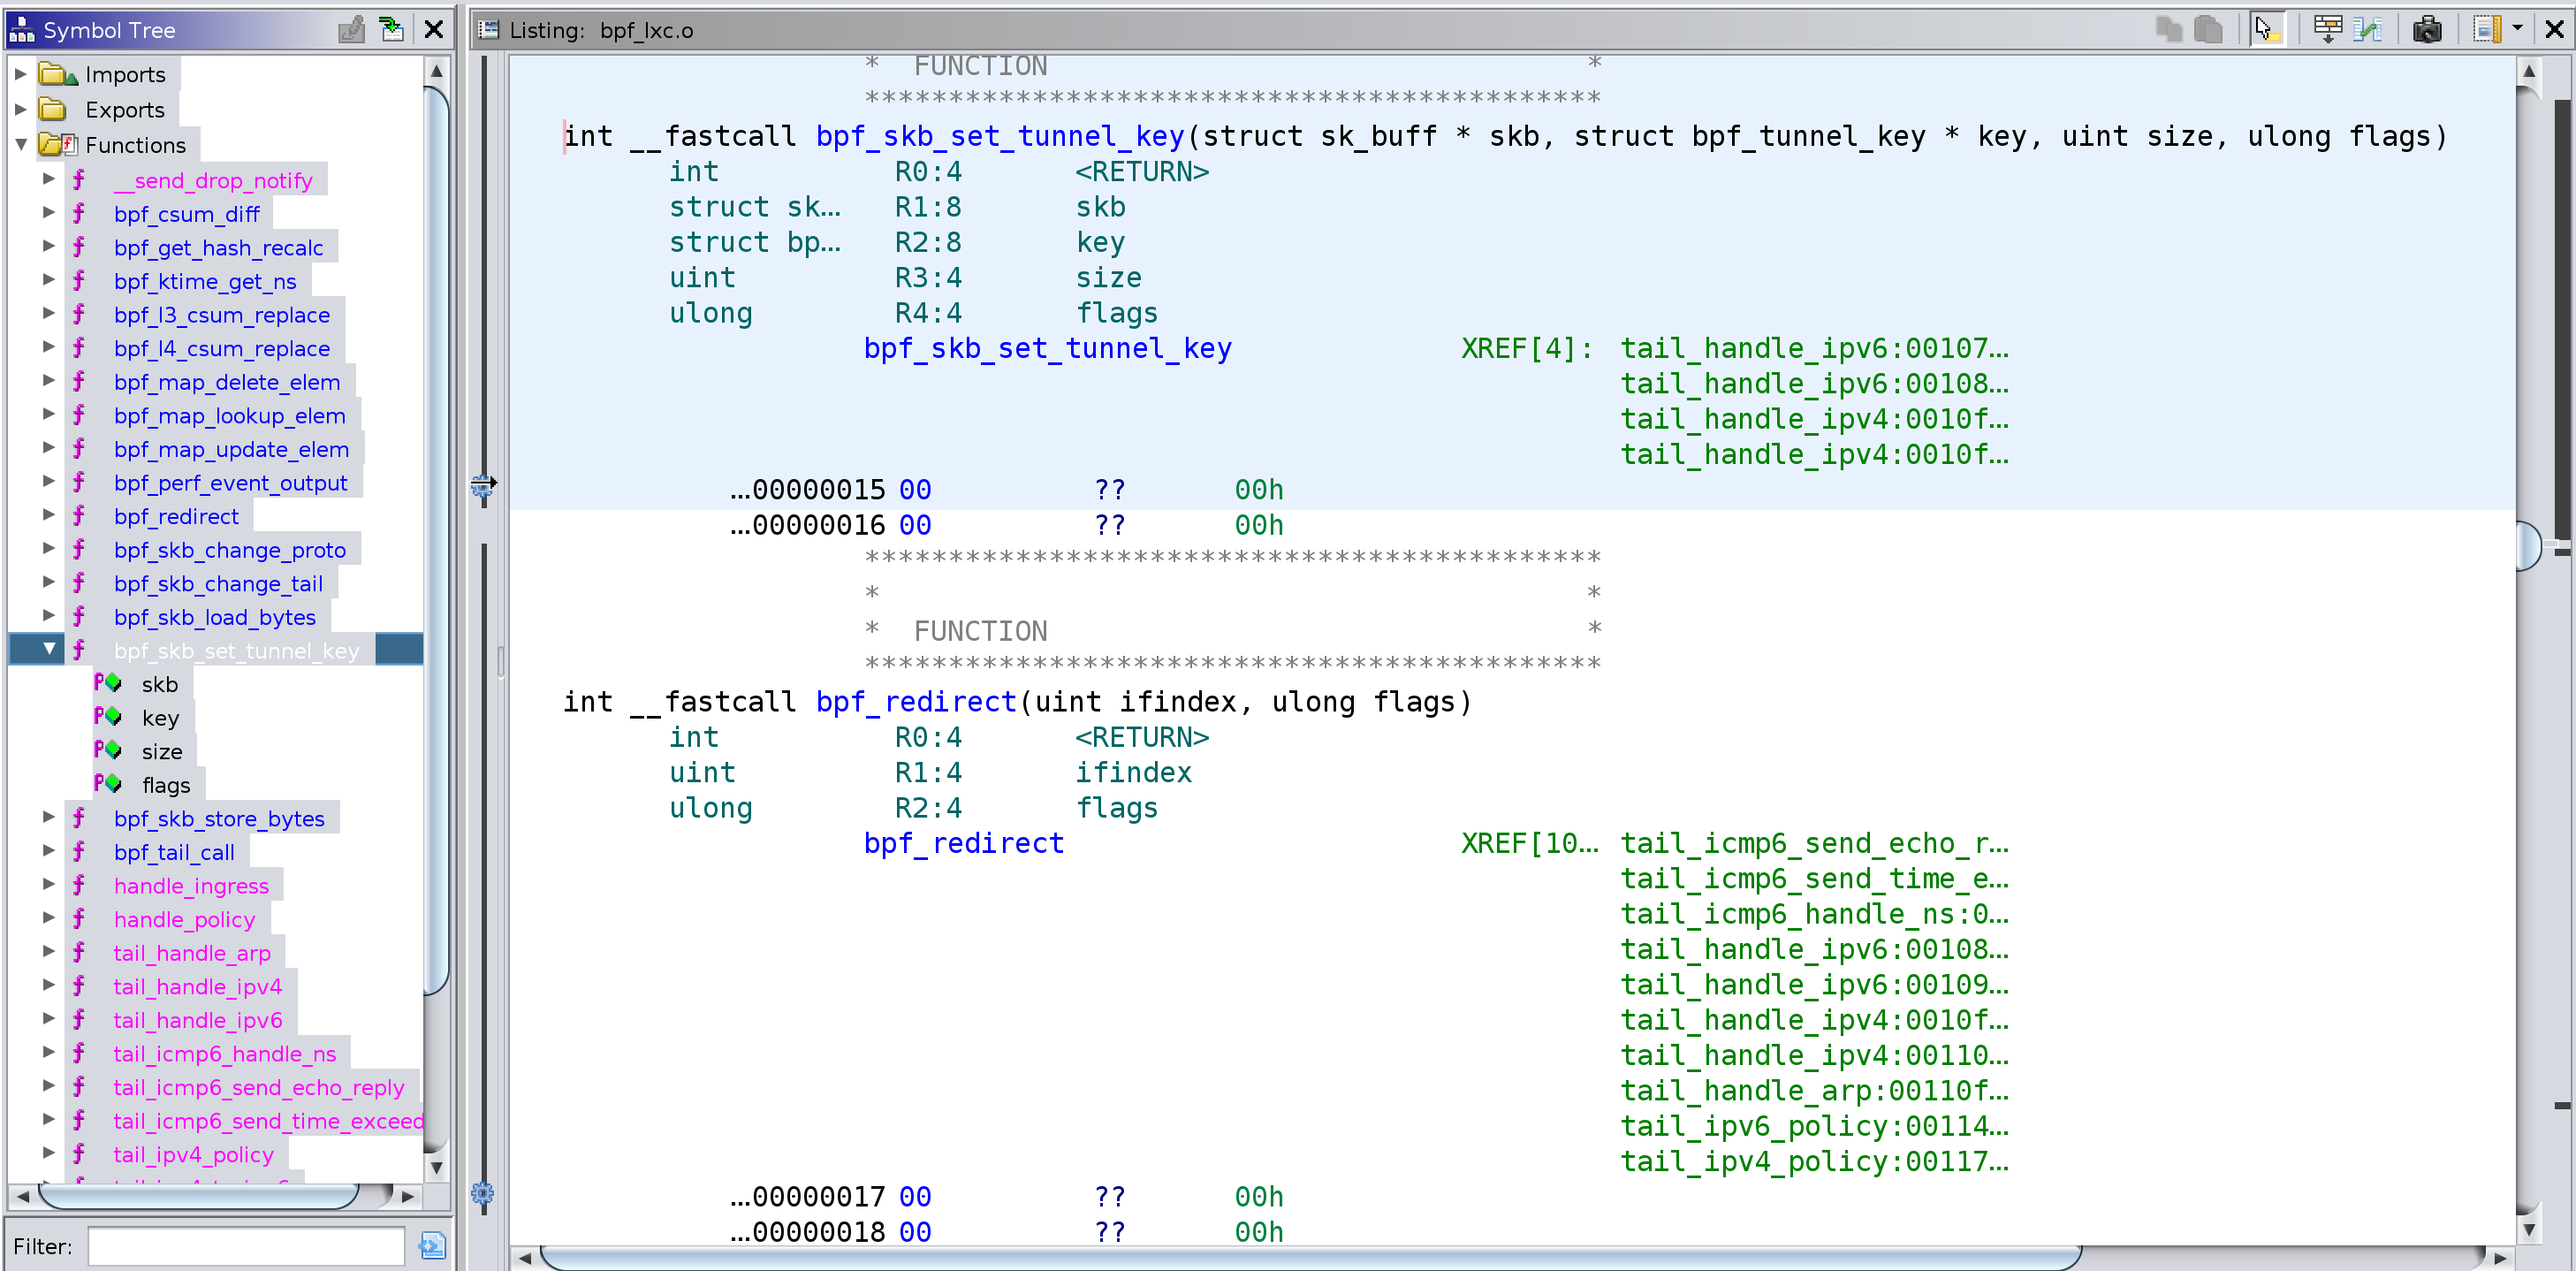 Symbol Tree
Imports
Exports
Functions
__send_drop_notify
bpf_csum_diff
bpf_get_hash_recalc
bpf_ktime_get_ns
bpf_l3_csum_replace
bpf_l4_csum_replace
bpf_map_delete_elem
bpf_map_lookup_elem
bpf_map_update_elem
bpf_perf_event_output
bpf_redirect
bpf_skb_change_proto
bpf_skb_change_tail
bpf_skb_load_bytes
bpf_skb_set_tunnel_key
skb
key
size
flags
bpf_skb_store_bytes
bpf_tail_call
handle_ingress
handle_policy
tail_handle_arp
tail_handle_ipv4
tail_handle_ipv6
tail_icmp6_handle_ns
tail_icmp6_send_echo_reply
tail_icmp6_send_time_exceed
tail_ipv4_policy
Filter:
Listing: bpf_lxc.o
* FUNCTION *
********************************************
int __fastcall bpf_skb_set_tunnel_key(struct sk_buff * skb, struct bpf_tunnel_key * key, uint size, ulong flags)
int R0:4 <RETURN>
struct sk... R1:8 skb
struct bp... R2:8 key
uint R3:4 size
ulong R4:4 flags
bpf_skb_set_tunnel_key XREF[4]: tail_handle_ipv6:00107...
tail_handle_ipv6:00108...
tail_handle_ipv4:0010f...
tail_handle_ipv4:0010f...
...00000015 00 ?? 00h
...00000016 00 ?? 00h
********************************************
* *
* FUNCTION *
********************************************
int __fastcall bpf_redirect(uint ifindex, ulong flags)
int R0:4 <RETURN>
uint R1:4 ifindex
ulong R2:4 flags
bpf_redirect XREF[10... tail_icmp6_send_echo_r...
tail_icmp6_send_time_e...
tail_icmp6_handle_ns:0...
tail_handle_ipv6:00108...
tail_handle_ipv6:00109...
tail_handle_ipv4:0010f...
tail_handle_ipv4:00110...
tail_handle_arp:00110f...
tail_ipv6_policy:00114...
tail_ipv4_policy:00117...
...00000017 00 ?? 00h
...00000018 00 ?? 00h